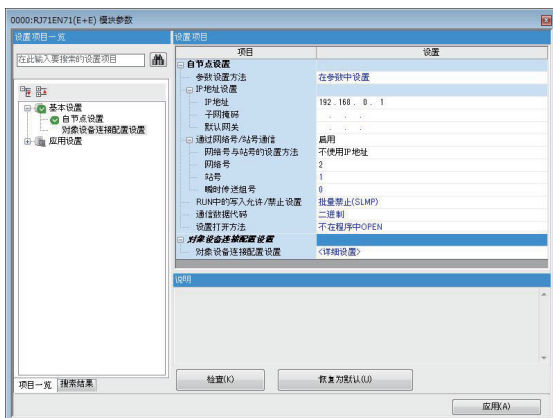 0000:RJ71EN71(E+E) 模块参数
设置项目一览
在此输入要搜索的设置项目
基本设置
自节点设置
对象设备连接配置设置
应用设置
项目一览 搜索结果
设置项目
项目 设置
自节点设置
参数设置方法 在参数中设置
IP地址设置
IP地址 192 . 168 . 0 . 1
子网掩码 . . .
默认网关 . . .
通过网络号/站号通信 启用
网络号与站号的设置方法 不使用IP地址
网络号 2
站号 1
瞬时传送组号 0
RUN中的写入允许/禁止设置 批量禁止(SLMP)
通信数据代码 二进制
设置打开方法 不在程序中OPEN
对象设备连接配置设置
对象设备连接配置设置 <详细设置>
说明
检查(K) 恢复为默认(U)
应用(A)